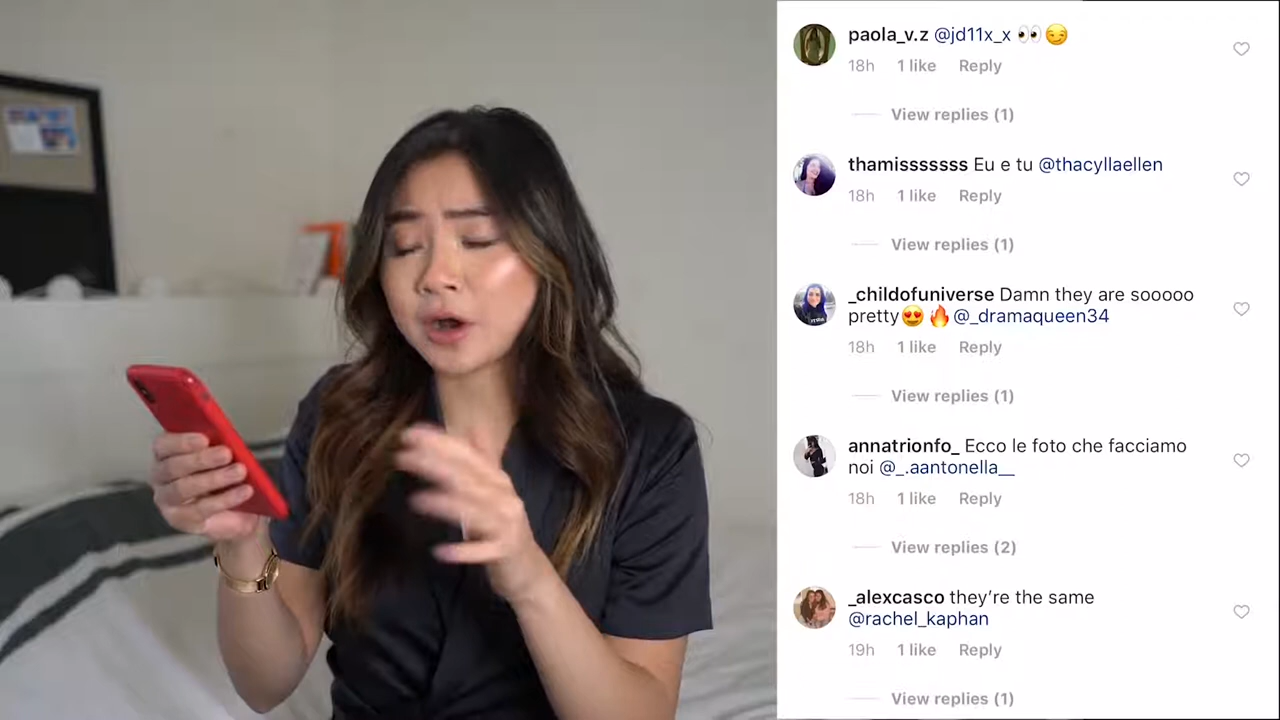 paola_v.z @jd11x_x 👀😏
18h 1 like Reply
View replies (1)
thamisssssss Eu e tu @thacyllaellen
18h 1 like Reply
View replies (1)
_childofuniverse Damn they are sooooo
pretty😍🔥@_dramaqueen34
18h 1 like Reply
View replies (1)
annatrionfo_ Ecco le foto che facciamo
noi @_.aantonella__
18h 1 like Reply
View replies (2)
_alexcasco they’re the same
@rachel_kaphan
19h 1 like Reply
View replies (1)